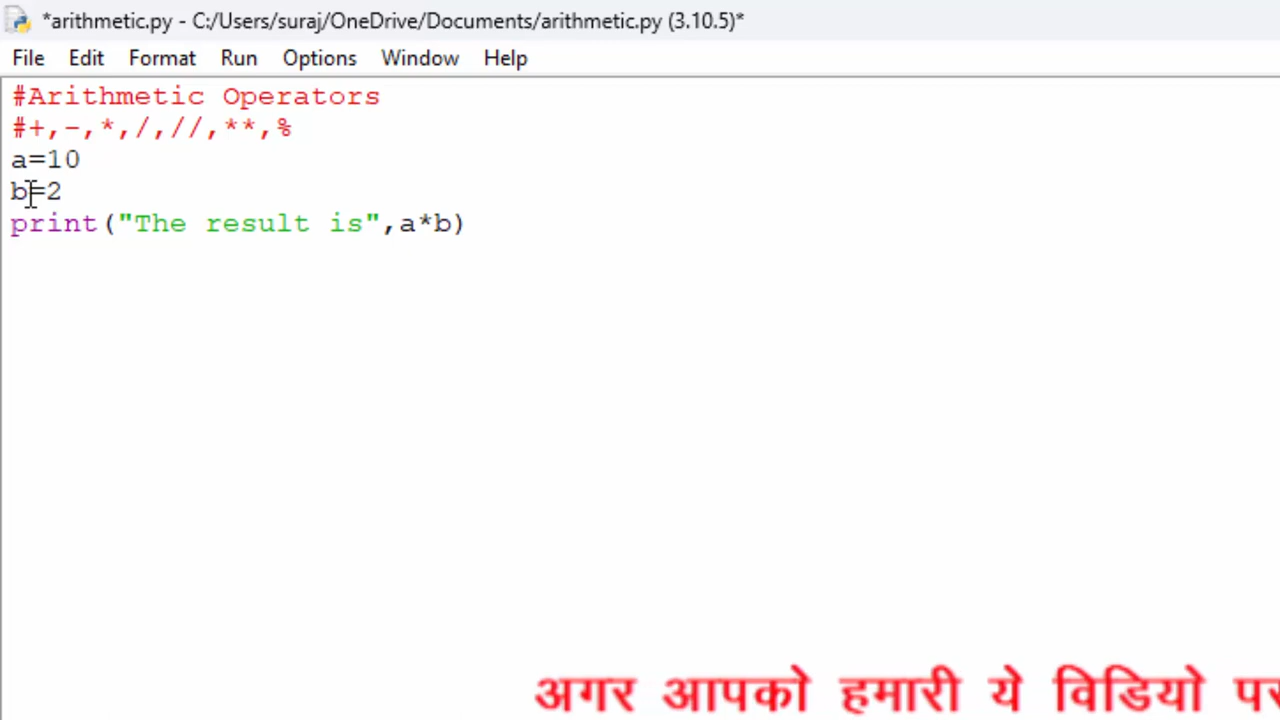 *arithmetic.py - C:/Users/suraj/OneDrive/Documents/arithmetic.py (3.10.5)*
File Edit Format Run Options Window Help
#Arithmetic Operators
#+,-,*,/,//,**,%
a=10
b=2
print("The result is",a*b)
अगर आपको हमारी ये विडियो